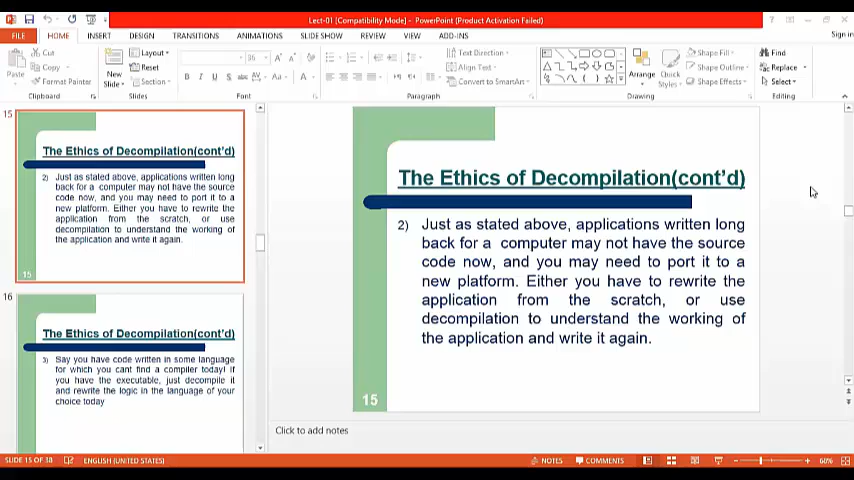 Lect-01 [Compatibility Mode] - PowerPoint (Product Activation Failed)
FILE HOME INSERT DESIGN TRANSITIONS ANIMATIONS SLIDE SHOW REVIEW VIEW ADD-INS Sign in
Paste
Cut
Copy
Format Painter
Clipboard
New
Slide
Layout
Reset
Section
Slides
36
B I U S abc AV Aa A
Font
Text Direction
Align Text
Convert to SmartArt
Paragraph
Arrange
Quick
Styles
Shape Fill
Shape Outline
Shape Effects
Drawing
Find
Replace
Select
Editing
15
The Ethics of Decompilation(cont'd)
2) Just as stated above, applications written long
back for a computer may not have the source
code now, and you may need to port it to a
new platform. Either you have to rewrite the
application from the scratch, or use
decompilation to understand the working of
the application and write it again.
15
16
The Ethics of Decompilation(cont'd)
3) Say you have code written in some language
for which you cant find a compiler today! If
you have the executable, just decompile it
and rewrite the logic in the language of your
choice today
The Ethics of Decompilation(cont'd)
2) Just as stated above, applications written long
back for a computer may not have the source
code now, and you may need to port it to a
new platform. Either you have to rewrite the
application from the scratch, or use
decompilation to understand the working of
the application and write it again.
15
Click to add notes
SLIDE 15 OF 38 ENGLISH (UNITED STATES) NOTES COMMENTS 60%